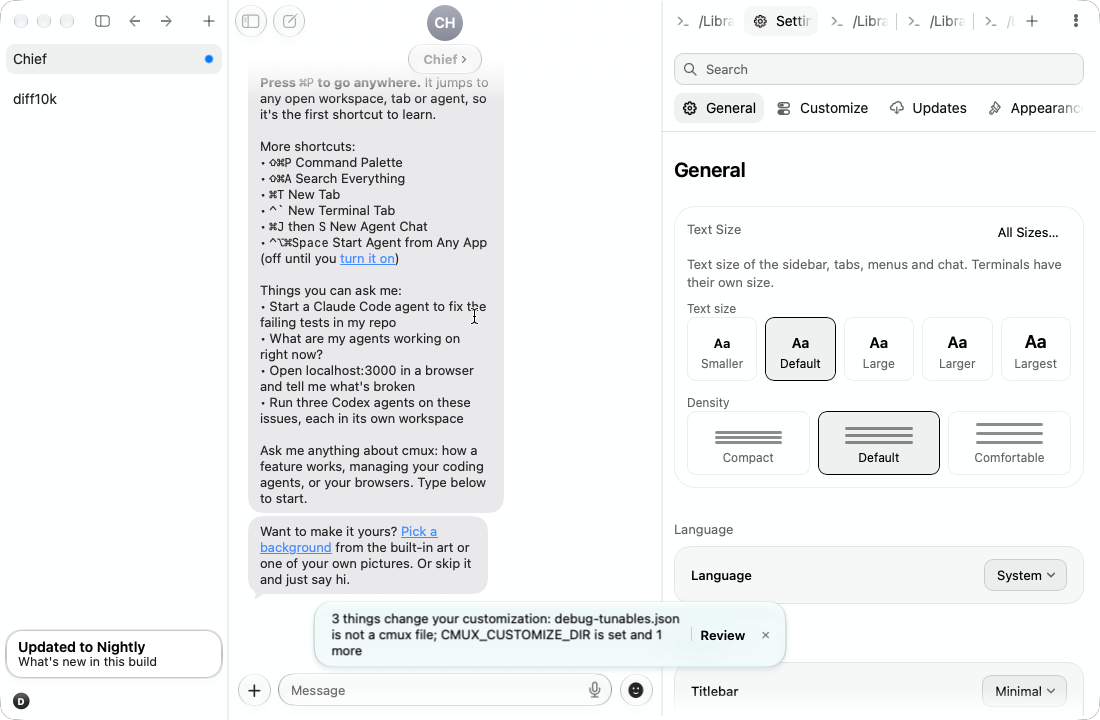 Chief
diff10k
Updated to Nightly
What's new in this build
D
CH
Chief
Press ⌘P to go anywhere. It jumps to
any open workspace, tab or agent, so
it's the first shortcut to learn.
More shortcuts:
• ⇧⌘P Command Palette
• ⇧⌘A Search Everything
• ⌘T New Tab
• ^` New Terminal Tab
• ⌘J then S New Agent Chat
• ^⌥⌘Space Start Agent from Any App
(off until you turn it on)
Things you can ask me:
• Start a Claude Code agent to fix the
failing tests in my repo
• What are my agents working on
right now?
• Open localhost:3000 in a browser
and tell me what's broken
• Run three Codex agents on these
issues, each in its own workspace
Ask me anything about cmux: how a
feature works, managing your coding
agents, or your browsers. Type below
to start.
Want to make it yours? Pick a
background from the built-in art or
one of your own pictures. Or skip it
and just say hi.
3 things change your customization: debug-tunables.json
is not a cmux file; CMUX_CUSTOMIZE_DIR is set and 1
more
Review
Message
/Libra Settin /Libra /Libra
Search
General Customize Updates Appearanc
General
Text Size
All Sizes...
Text size of the sidebar, tabs, menus and chat. Terminals have
their own size.
Text size
Aa Aa Aa Aa Aa
Smaller Default Large Larger Largest
Density
Compact Default Comfortable
Language
Language System
Titlebar Minimal